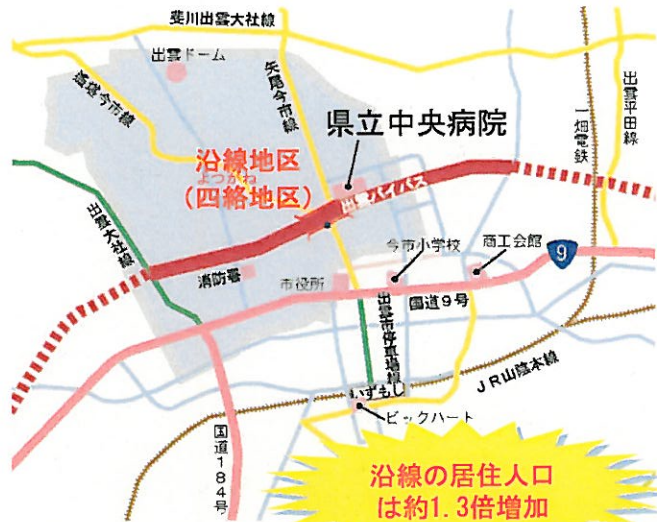 斐川出雲大社線
出雲ドーム
矢尾今市線
出雲平田線
一畑電鉄
県立中央病院
沿線地区
よつがね
(四絡地区)
出雲バイパス
出雲大社線
今市小学校
商工会館
9
消防署
市役所
国道9号
出雲市停車場線
いずもし
JR山陰本線
ビックハート
国道184号
沿線の居住人口
は約1.3倍増加